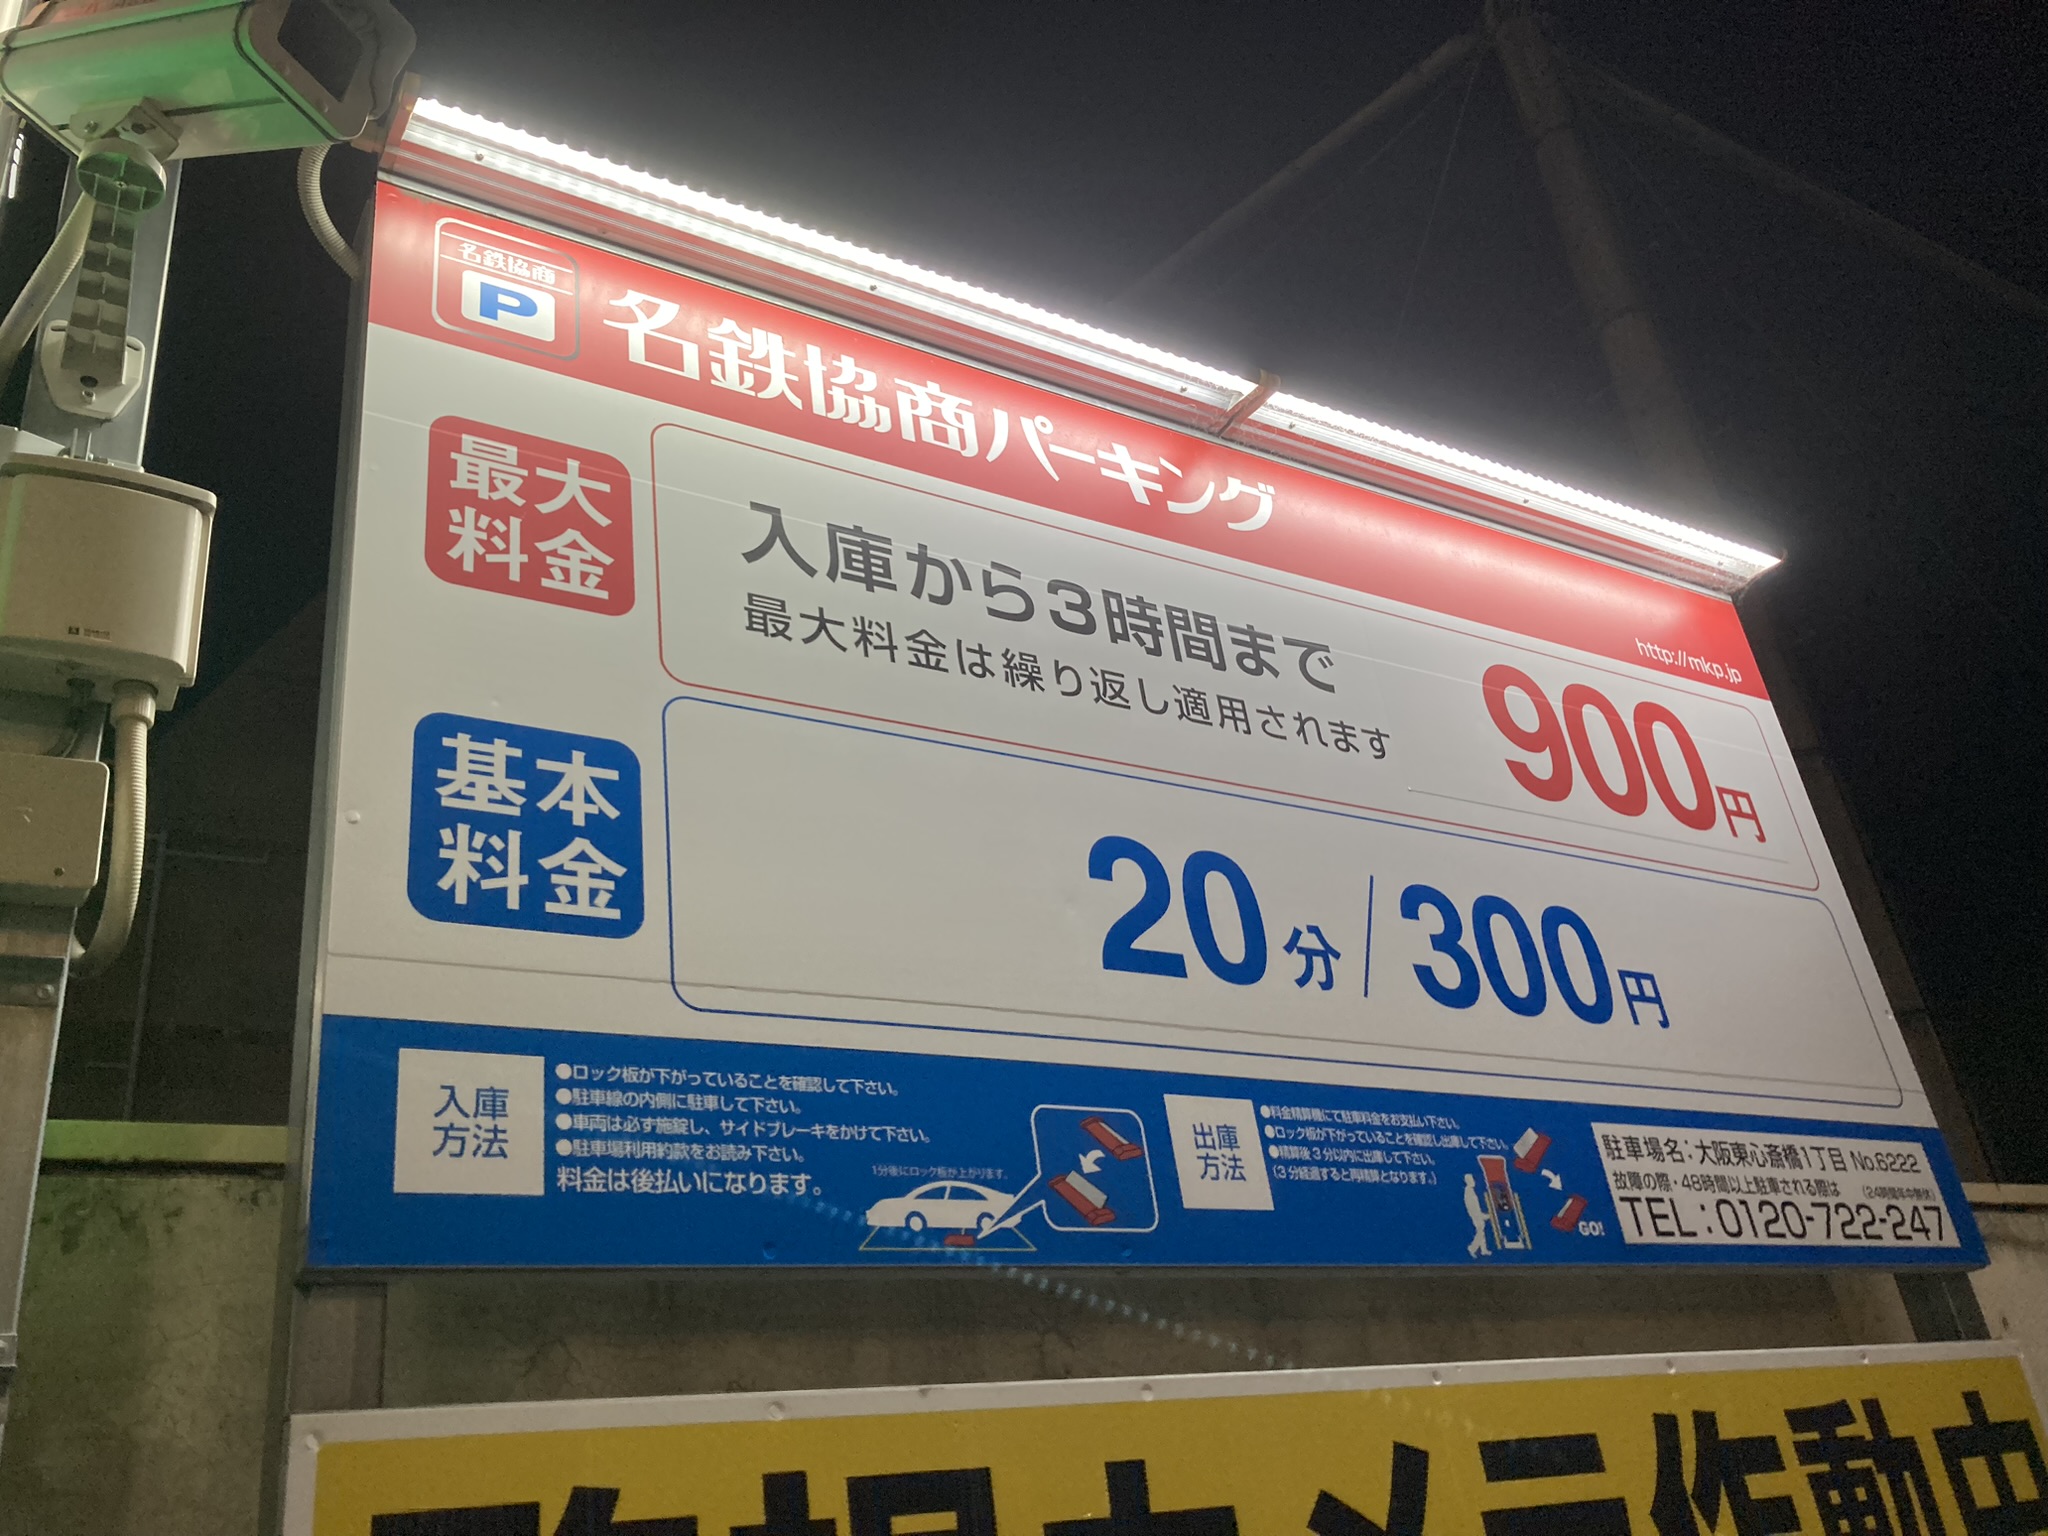 名鉄協商
P
名鉄協商パーキング
http://mkp.jp
最大
料金
入庫から3時間まで
最大料金は繰り返し適用されます
900円
基本
料金
20分/300円
入庫
方法
●ロック板が下がっていることを確認して下さい。
●駐車線の内側に駐車して下さい。
●車両は必ず施錠し、サイドブレーキをかけて下さい。
●駐車場利用約款をお読み下さい。
料金は後払いになります。
1分後にロック板が上がります。
出庫
方法
●料金精算機にて駐車料金をお支払い下さい。
●ロック板が下がっていることを確認し出庫して下さい。
●精算後3分以内に出庫して下さい。
(3分経過すると再精算となります。)
GO!
駐車場名:大阪東心斎橋1丁目 No.6222
故障の際・48時間以上駐車される際は (24時間年中無休)
TEL:0120-722-247
カメラ作動中